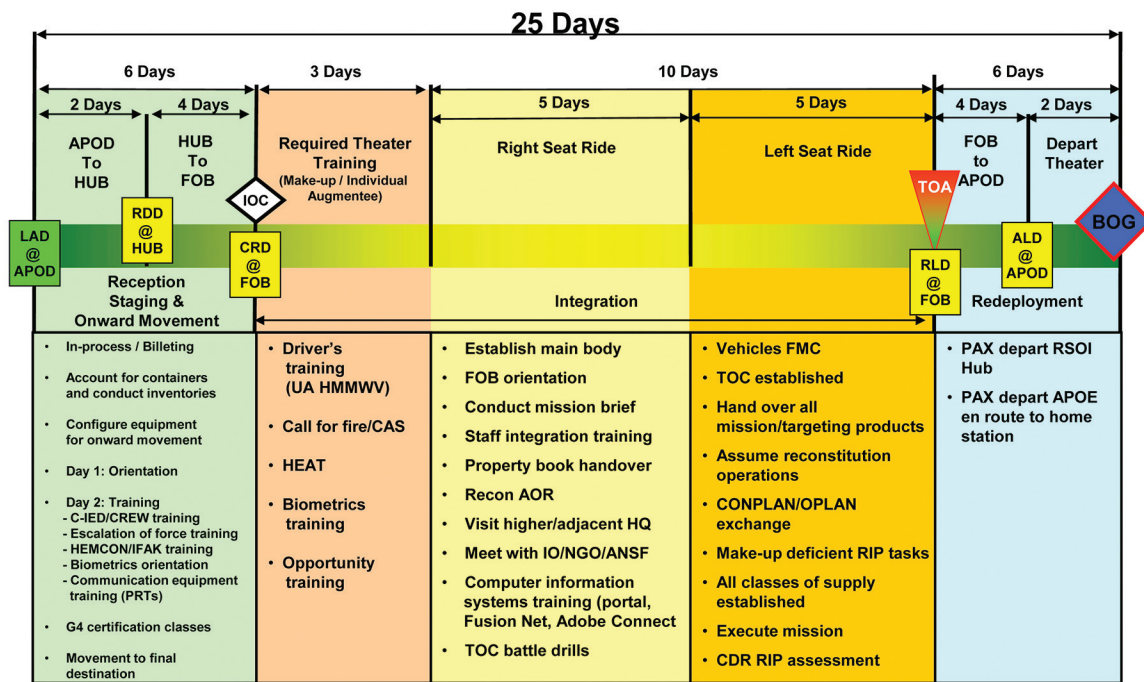 25 Days
6 Days
3 Days
10 Days
6 Days
2 Days
4 Days
5 Days
5 Days
4 Days
2 Days
APOD
To
HUB
HUB
To
FOB
Required Theater
Training
(Make-up / Individual
Augmentee)
Right Seat Ride
Left Seat Ride
FOB
to
APOD
Depart
Theater
LAD
@
APOD
RDD
@
HUB
IOC
CRD
@
FOB
TOA
RLD
@
FOB
ALD
@
APOD
BOG
Reception
Staging &
Onward Movement
Integration
Redeployment
• In-process / Billeting
• Account for containers
and conduct inventories
• Configure equipment
for onward movement
• Day 1: Orientation
• Day 2: Training
- C-IED/CREW training
- Escalation of force training
- HEMCON/IFAK training
- Biometrics orientation
- Communication equipment
training (PRTs)
• G4 certification classes
• Movement to final
destination
• Driver's
training
(UA HMMWV)
• Call for fire/CAS
• HEAT
• Biometrics
training
• Opportunity
training
• Establish main body
• FOB orientation
• Conduct mission brief
• Staff integration training
• Property book handover
• Recon AOR
• Visit higher/adjacent HQ
• Meet with IO/NGO/ANSF
• Computer information
systems training (portal,
Fusion Net, Adobe Connect
• TOC battle drills
• Vehicles FMC
• TOC established
• Hand over all
mission/targeting products
• Assume reconstitution
operations
• CONPLAN/OPLAN
exchange
• Make-up deficient RIP tasks
• All classes of supply
established
• Execute mission
• CDR RIP assessment
• PAX depart RSOI
Hub
• PAX depart APOE
en route to home
station